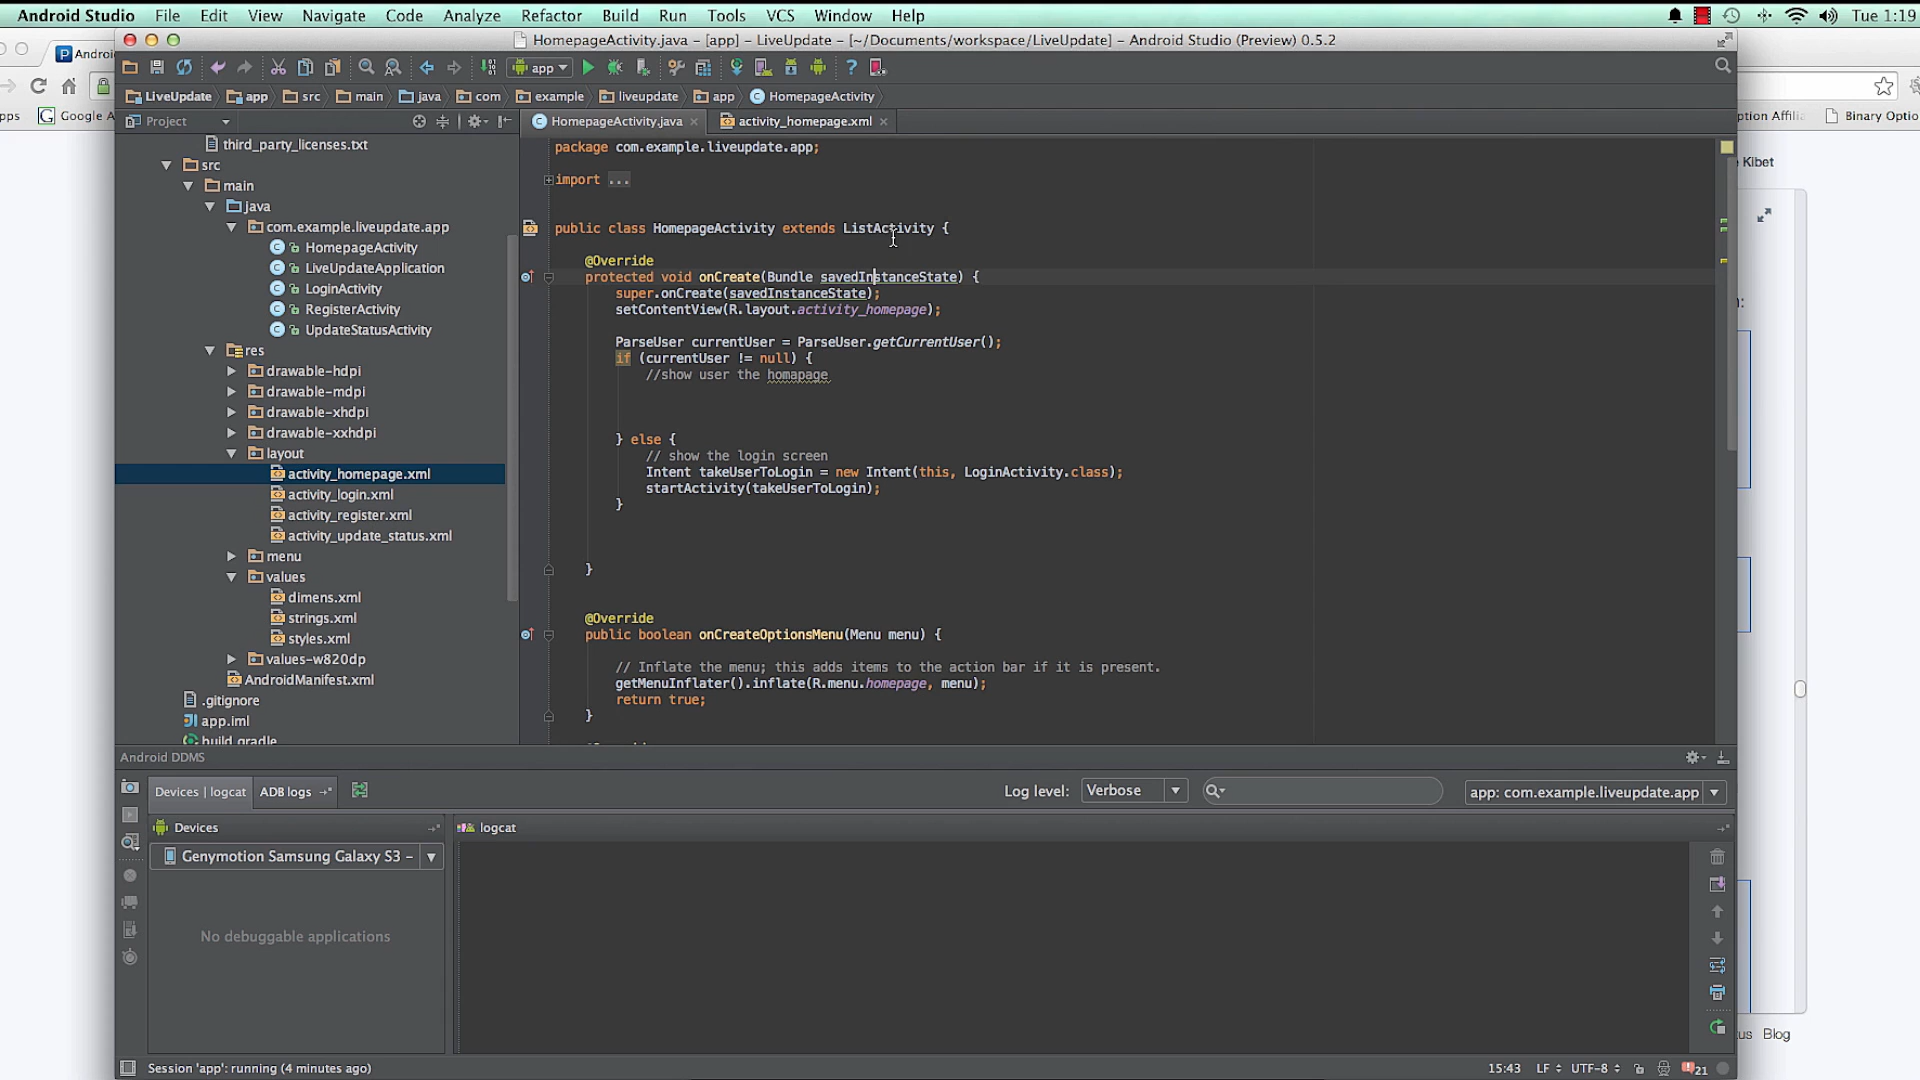 Android Studio File Edit View Navigate Code Analyze Refactor Build Run Tools VCS Window Help Tue 1:19
HomepageActivity.java – [app] – LiveUpdate – [~/Documents/workspace/LiveUpdate] – Android Studio (Preview) 0.5.2
app
LiveUpdate app src main java com example liveupdate app HomepageActivity
Google A
Binary Optio
Project
HomepageActivity.java activity_homepage.xml
third_party_licenses.txt
src
main
java
com.example.liveupdate.app
HomepageActivity
LiveUpdateApplication
LoginActivity
RegisterActivity
UpdateStatusActivity
res
drawable-hdpi
drawable-mdpi
drawable-xhdpi
drawable-xxhdpi
layout
activity_homepage.xml
activity_login.xml
activity_register.xml
activity_update_status.xml
menu
values
dimens.xml
strings.xml
styles.xml
values-w820dp
AndroidManifest.xml
.gitignore
app.iml
build.gradle
package com.example.liveupdate.app;
import ...
public class HomepageActivity extends ListActivity {
@Override
protected void onCreate(Bundle savedInstanceState) {
super.onCreate(savedInstanceState);
setContentView(R.layout.activity_homepage);
ParseUser currentUser = ParseUser.getCurrentUser();
if (currentUser != null) {
//show user the homapage
} else {
// show the login screen
Intent takeUserToLogin = new Intent(this, LoginActivity.class);
startActivity(takeUserToLogin);
}
}
@Override
public boolean onCreateOptionsMenu(Menu menu) {
// Inflate the menu; this adds items to the action bar if it is present.
getMenuInflater().inflate(R.menu.homepage, menu);
return true;
}
Kibet
Android DDMS
Devices | logcat ADB logs Log level: Verbose app: com.example.liveupdate.app
Devices logcat
Genymotion Samsung Galaxy S3 –
No debuggable applications
Blog
Session 'app': running (4 minutes ago) 15:43 LF UTF-8 21